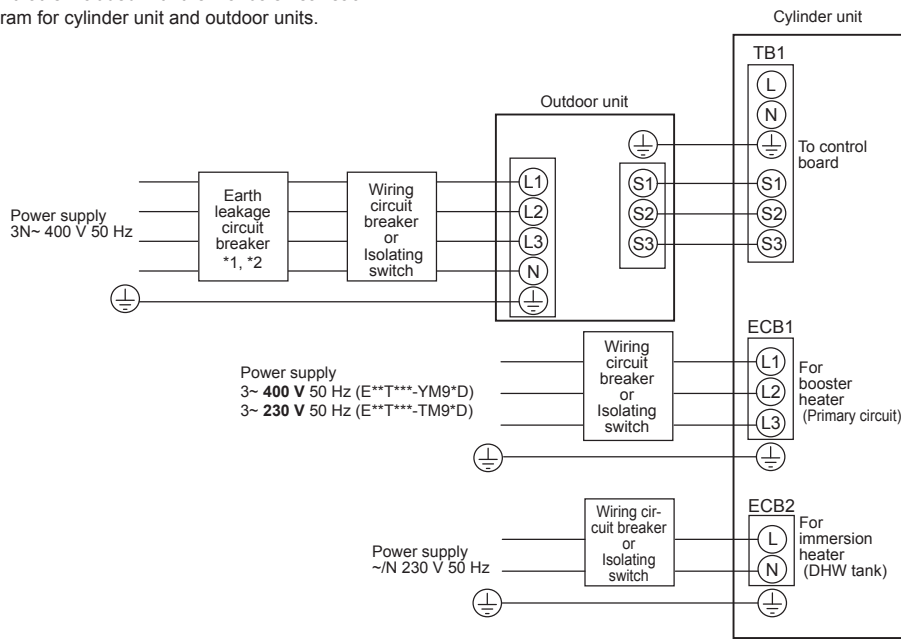 ram for cylinder unit and outdoor units.
Cylinder unit
TB1
L
N
To control
board
S1
S2
S3
Outdoor unit
L1
L2
L3
N
S1
S2
S3
Power supply
3N~ 400 V 50 Hz
Earth
leakage
circuit
breaker
*1, *2
Wiring
circuit
breaker
or
Isolating
switch
ECB1
L1
L2
L3
For
booster
heater
(Primary circuit)
Power supply
3~ 400 V 50 Hz (E**T***-YM9*D)
3~ 230 V 50 Hz (E**T***-TM9*D)
Wiring
circuit
breaker
or
Isolating
switch
ECB2
L
N
For
immersion
heater
(DHW tank)
Power supply
~/N 230 V 50 Hz
Wiring cir-
cuit breaker
or
Isolating
switch